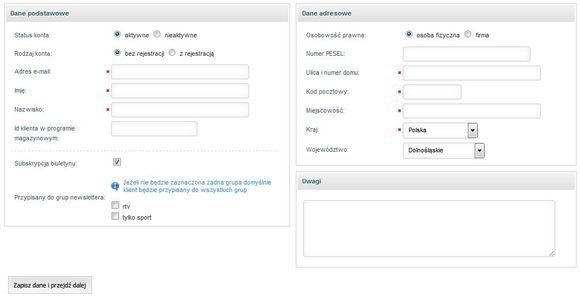 Dane podstawowe
Status konta: aktywne nieaktywne
Rodzaj konta: bez rejestracji z rejestracją
Adres e-mail:
Imię:
Nazwisko:
Id klienta w programie
magazynowym:
Subskrypcja biuletynu:
Jeżeli nie będzie zaznaczona żadna grupa domyślnie
klient będzie przypisany do wszystkich grup
Przypisany do grup newslettera:
rtv
tylko sport
Zapisz dane i przejdź dalej
Dane adresowe
Osobowość prawna: osoba fizyczna firma
Numer PESEL:
Ulica i numer domu:
Kod pocztowy:
Miejscowość:
Kraj: Polska
Województwo: Dolnośląskie
Uwagi